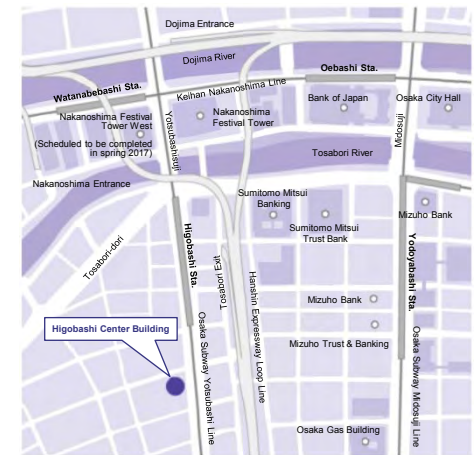 Dojima Entrance
Dojima River
Oebashi Sta.
Watanabebashi Sta.
Keihan Nakanoshima Line
Bank of Japan
Osaka City Hall
Nakanoshima Festival
Tower West
(Scheduled to be completed
in spring 2017)
Yotsubashisuji
Nakanoshima
Festival Tower
Midosuji
Tosabori River
Nakanoshima Entrance
Sumitomo Mitsui
Banking
Sumitomo Mitsui
Trust Bank
Mizuho Bank
Tosabori-dori
Higobashi Sta.
Tosabori Exit
Hanshin Expressway Loop Line
Yodoyabashi Sta.
Mizuho Bank
Higobashi Center Building
Mizuho Trust & Banking
Osaka Subway Yotsubashi Line
Osaka Subway Midosuji Line
Osaka Gas Building